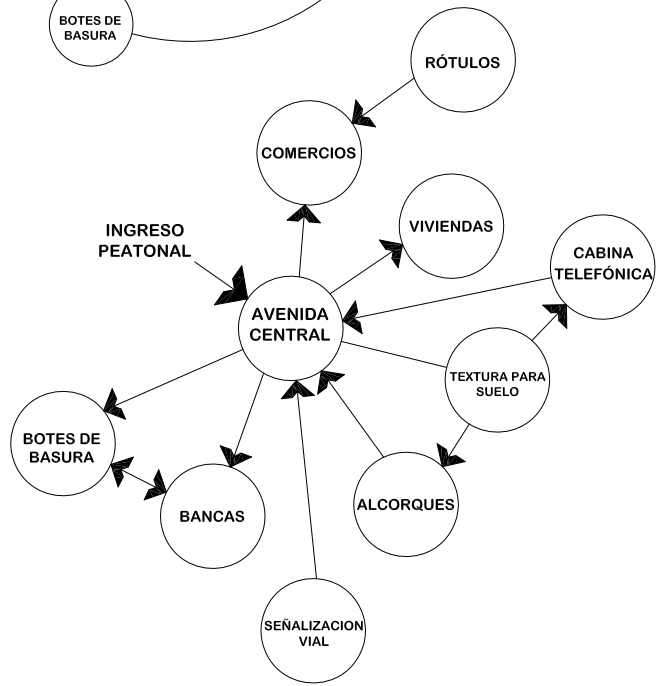 BOTES DE
BASURA
RÓTULOS
COMERCIOS
VIVIENDAS
INGRESO
PEATONAL
CABINA
TELEFÓNICA
AVENIDA
CENTRAL
TEXTURA PARA
SUELO
BOTES DE
BASURA
BANCAS
ALCORQUES
SEÑALIZACION
VIAL